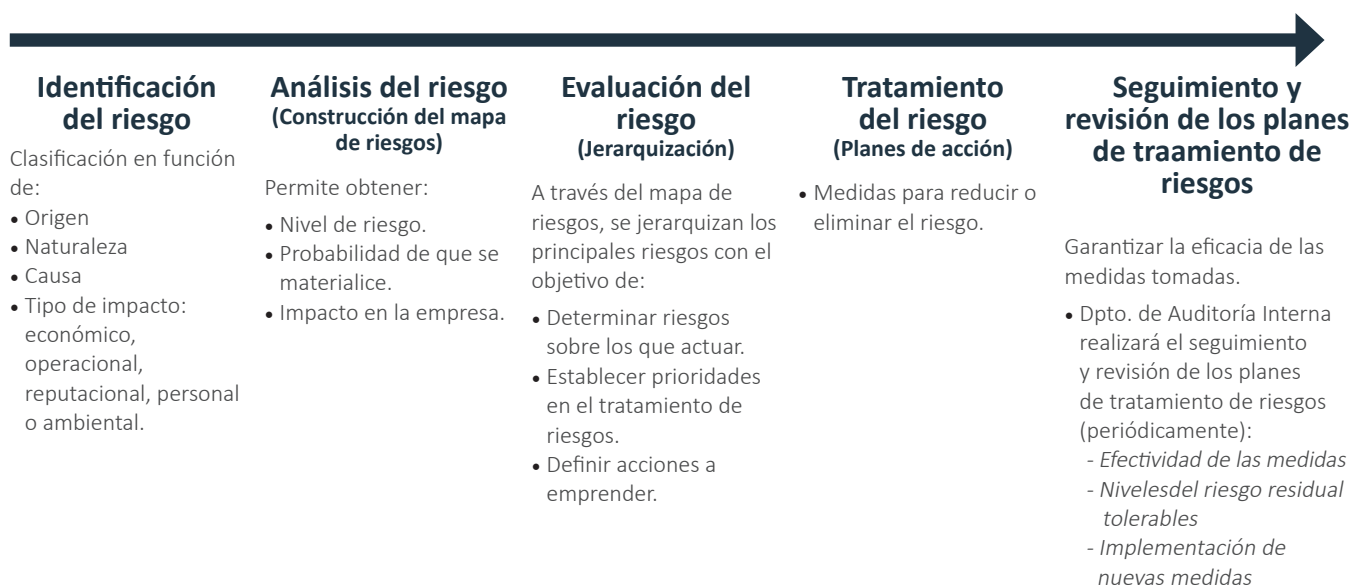 Identificación
del riesgo
Clasificación en función
de:
• Origen
• Naturaleza
• Causa
• Tipo de impacto:
económico,
operacional,
reputacional, personal
o ambiental.
Análisis del riesgo
(Construcción del mapa
de riesgos)
Permite obtener:
• Nivel de riesgo.
• Probabilidad de que se
materialice.
• Impacto en la empresa.
Evaluación del
riesgo
(Jerarquización)
A través del mapa de
riesgos, se jerarquizan los
principales riesgos con el
objetivo de:
• Determinar riesgos
sobre los que actuar.
• Establecer prioridades
en el tratamiento de
riesgos.
• Definir acciones a
emprender.
Tratamiento
del riesgo
(Planes de acción)
• Medidas para reducir o
eliminar el riesgo.
Seguimiento y
revisión de los planes
de traamiento de
riesgos
Garantizar la eficacia de las
medidas tomadas.
• Dpto. de Auditoría Interna
realizará el seguimiento
y revisión de los planes
de tratamiento de riesgos
(periódicamente):
- Efectividad de las medidas
- Nivelesdel riesgo residual
tolerables
- Implementación de
nuevas medidas